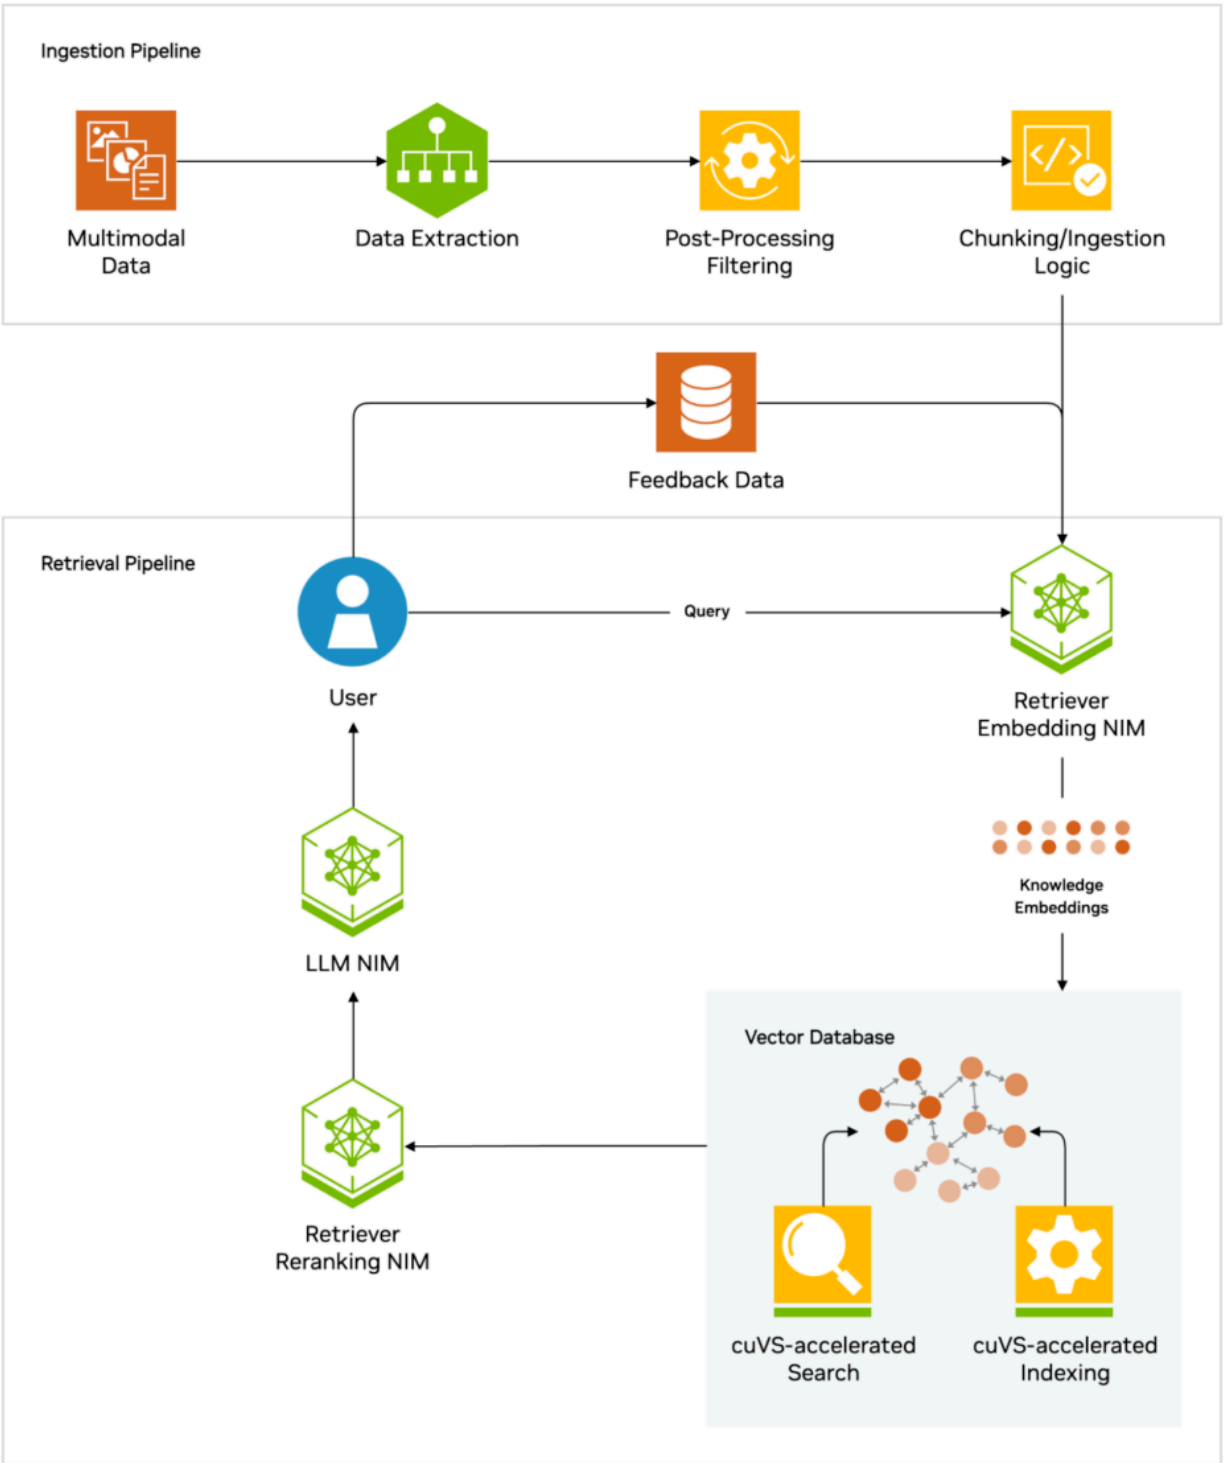 Ingestion Pipeline
Multimodal
Data
Data Extraction
Post-Processing
Filtering
Chunking/Ingestion
Logic
Feedback Data
Retrieval Pipeline
User
Query
Retriever
Embedding NIM
Knowledge
Embeddings
LLM NIM
Vector Database
Retriever
Reranking NIM
cuVS-accelerated
Search
cuVS-accelerated
Indexing